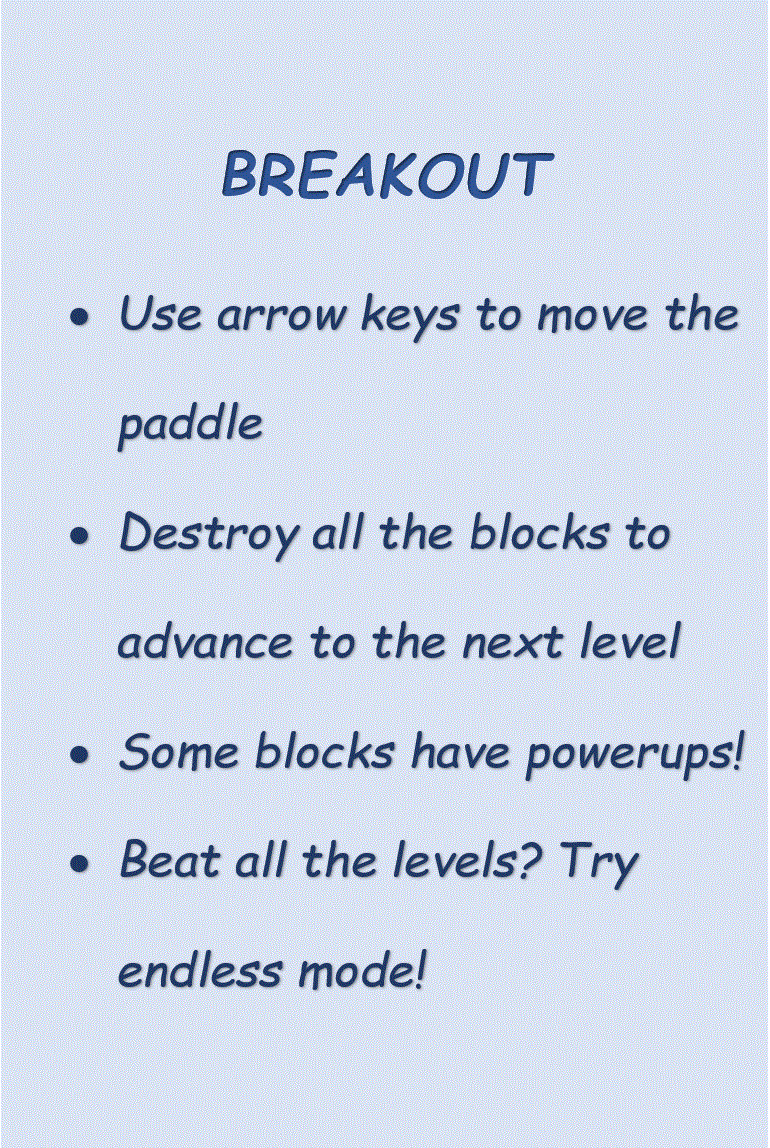 BREAKOUT
• Use arrow keys to move the
paddle
• Destroy all the blocks to
advance to the next level
• Some blocks have powerups!
• Beat all the levels? Try
endless mode!